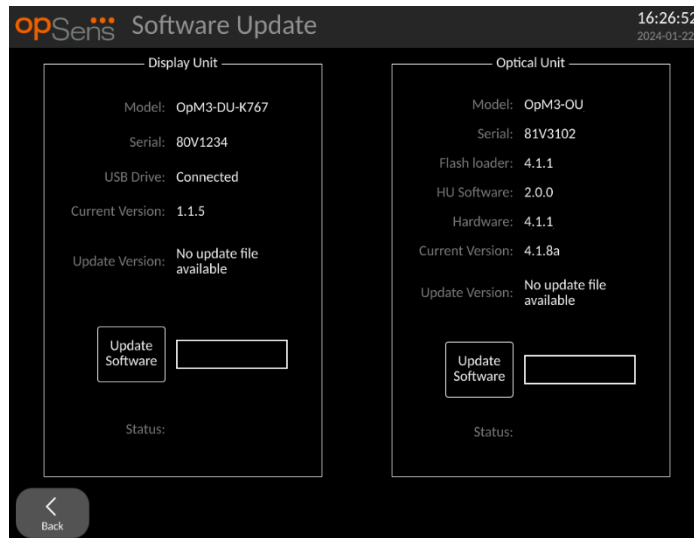 opSens Software Update
16:26:52
2024-01-22
Display Unit
Model: OpM3-DU-K767
Serial: 80V1234
USB Drive: Connected
Current Version: 1.1.5
Update Version: No update file
available
Update
Software
Status:
Optical Unit
Model: OpM3-OU
Serial: 81V3102
Flash loader: 4.1.1
HU Software: 2.0.0
Hardware: 4.1.1
Current Version: 4.1.8a
Update Version: No update file
available
Update
Software
Status:
Back